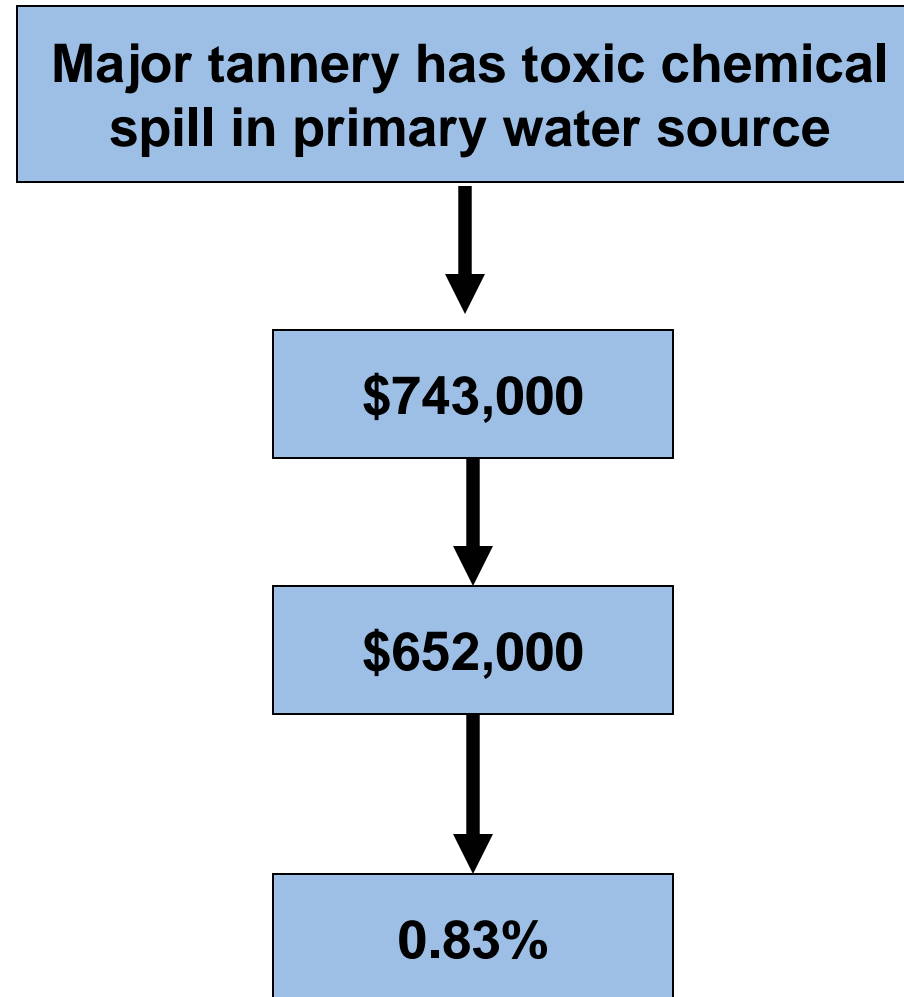 Major tannery has toxic chemical
spill in primary water source
$743,000
$652,000
0.83%